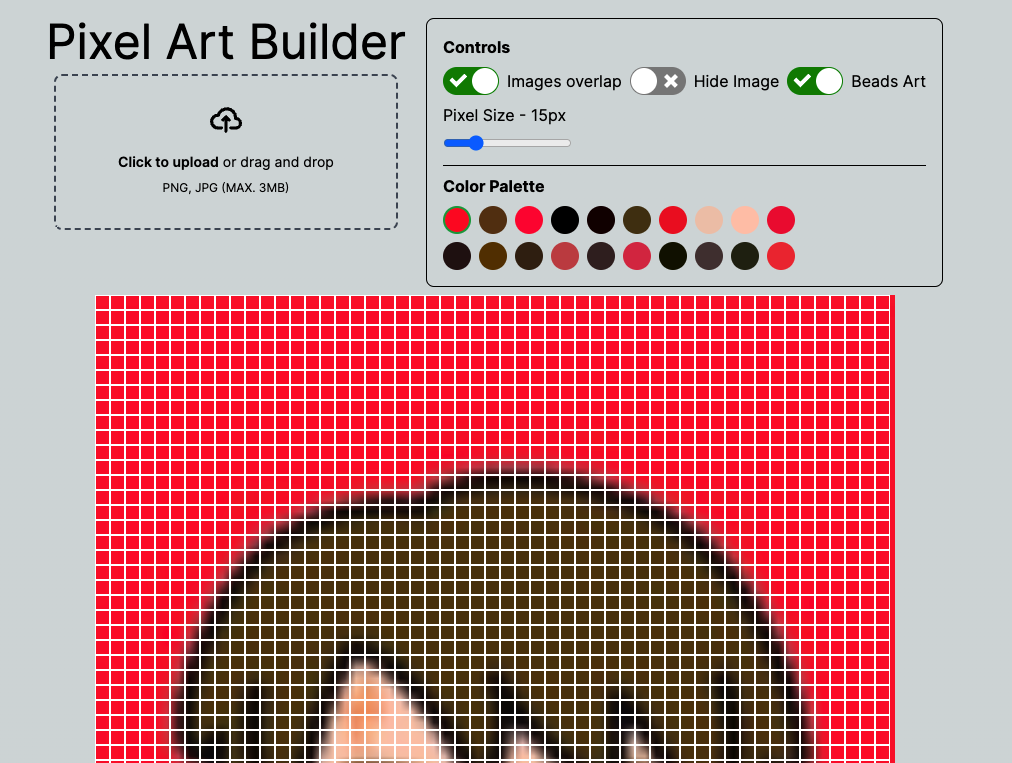 Pixel Art Builder
Click to upload or drag and drop
PNG, JPG (MAX. 3MB)
Controls
Images overlap
Hide Image
Beads Art
Pixel Size - 15px
Color Palette